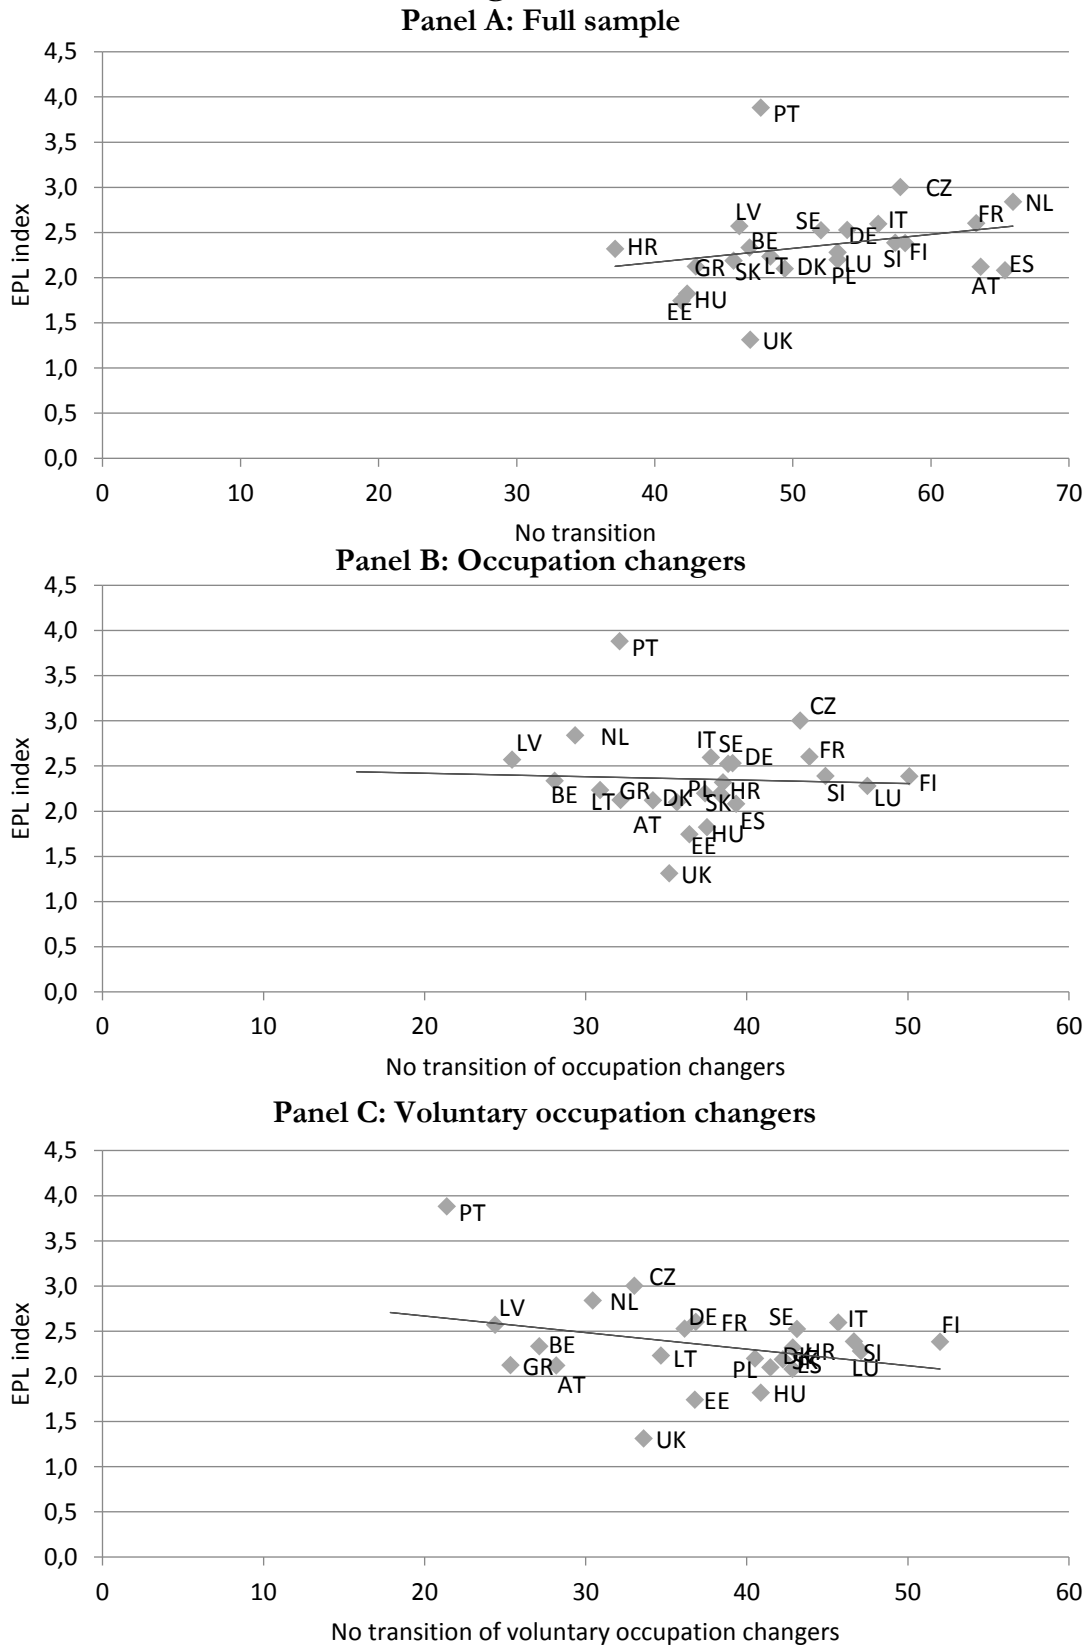 Panel A: Full sample
4,5
4,0
3,5
3,0
2,5
2,0
1,5
1,0
0,5
0,0
EPL index
PT
CZ
NL
LV
SE
IT
FR
HR
BE
DE
GR
SK
LT
DK
LU
PL
SI
FI
AT
ES
HU
EE
UK
0 10 20 30 40 50 60 70
No transition
Panel B: Occupation changers
4,5
4,0
3,5
3,0
2,5
2,0
1,5
1,0
0,5
0,0
EPL index
PT
CZ
LV
NL
IT
SE
DE
FR
BE
LT
GR
DK
PL
SK
HR
SI
LU
FI
AT
ES
HU
EE
UK
0 10 20 30 40 50 60
No transition of occupation changers
Panel C: Voluntary occupation changers
4,5
4,0
3,5
3,0
2,5
2,0
1,5
1,0
0,5
0,0
EPL index
PT
CZ
NL
LV
DE
FR
SE
IT
FI
BE
GR
AT
LT
PL
DK
HR
SK
ES
SI
LU
EE
HU
UK
0 10 20 30 40 50 60
No transition of voluntary occupation changers